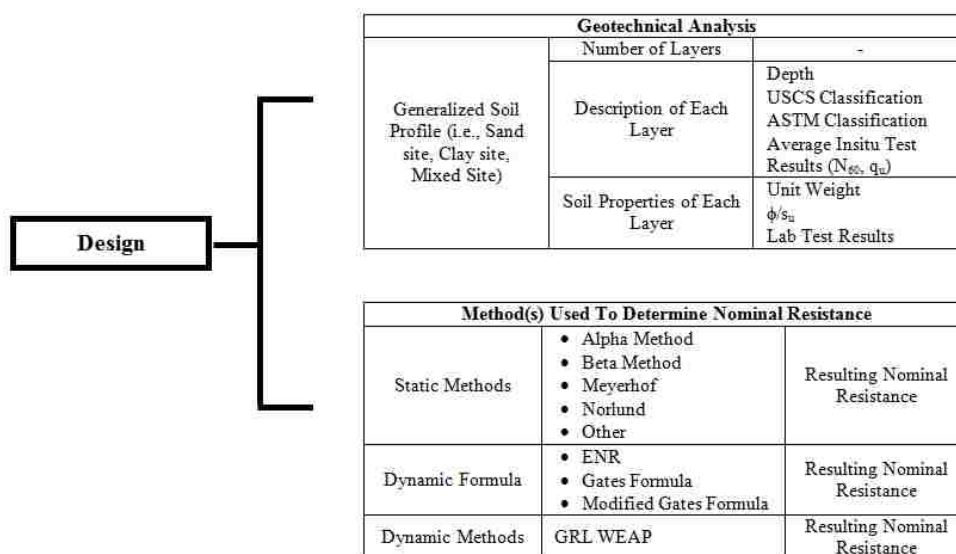 Design
Geotechnical Analysis
Generalized Soil
Profile (i.e., Sand
site, Clay site,
Mixed Site)
Number of Layers
-
Description of Each
Layer
Depth
USCS Classification
ASTM Classification
Average Insitu Test
Results (N60, qu)
Soil Properties of Each
Layer
Unit Weight
ϕ/su
Lab Test Results
Method(s) Used To Determine Nominal Resistance
Static Methods
• Alpha Method
• Beta Method
• Meyerhof
• Norlund
• Other
Resulting Nominal
Resistance
Dynamic Formula
• ENR
• Gates Formula
• Modified Gates Formula
Resulting Nominal
Resistance
Dynamic Methods
GRL WEAP
Resulting Nominal
Resistance